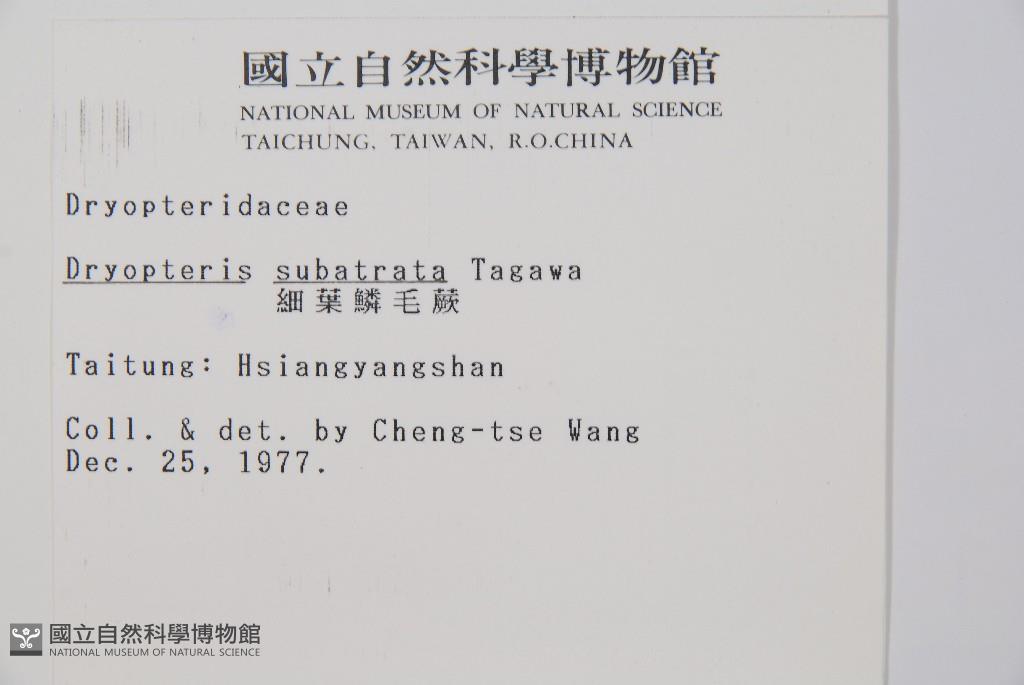 國立自然科學博物館
NATIONAL MUSEUM OF NATURAL SCIENCE
TAICHUNG, TAIWAN, R.O.CHINA
Dryopteridaceae
Dryopteris subatrata Tagawa
細葉鱗毛蕨
Taitung: Hsiangyangshan
Coll. & det. by Cheng-tse Wang
Dec. 25, 1977.
國立自然科學博物館
NATIONAL MUSEUM OF NATURAL SCIENCE